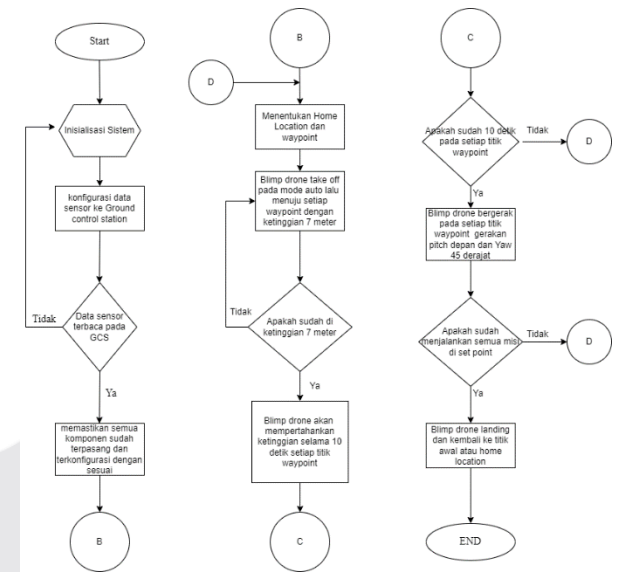 Start
Inisialisasi Sistem
konfigurasi data
sensor ke Ground
control station
Tidak
Data sensor
terbaca pada
GCS
Ya
memastikan semua
komponen sudah
terpasang dan
terkonfigurasi dengan
sesuai
B
B
D
Menentukan Home
Location dan
waypoint
Blimp drone take off
pada mode auto lalu
menuju setiap
waypoint dengan
ketinggian 7 meter
Tidak
Apakah sudah di
ketinggian 7 meter
Ya
Blimp drone akan
mempertahankan
ketinggian selama 10
detik setiap titik
waypoint
C
C
Apakah sudah 10 detik
pada setiap titik
waypoint
Tidak
D
Ya
Blimp drone bergerak
pada setiap titik
waypoint gerakan
pitch depan dan Yaw
45 derajat
Apakah sudah
menjalankan semua misi
di set point
Tidak
D
Ya
Blimp drone landing
dan kembali ke titik
awal atau home
location
END